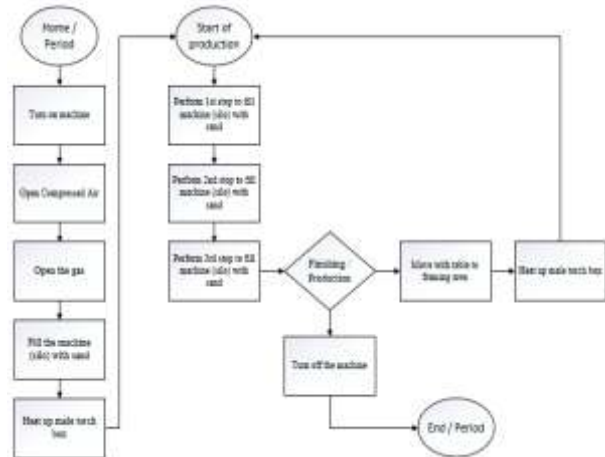 Home /
Period
Turn on machine
Open Compressed Air
Open the gas
Fill the machine
(silo) with sand
Heat up male torch
box
Start of
production
Perform 1st step to fill
machine (silo) with
sand
Perform 2nd step to fill
machine (silo) with
sand
Perform 3rd step to fill
machine (silo) with
sand
Finishing
Production
Turn off the machine
End / Period
Move with table to
area
Heat up male torch box